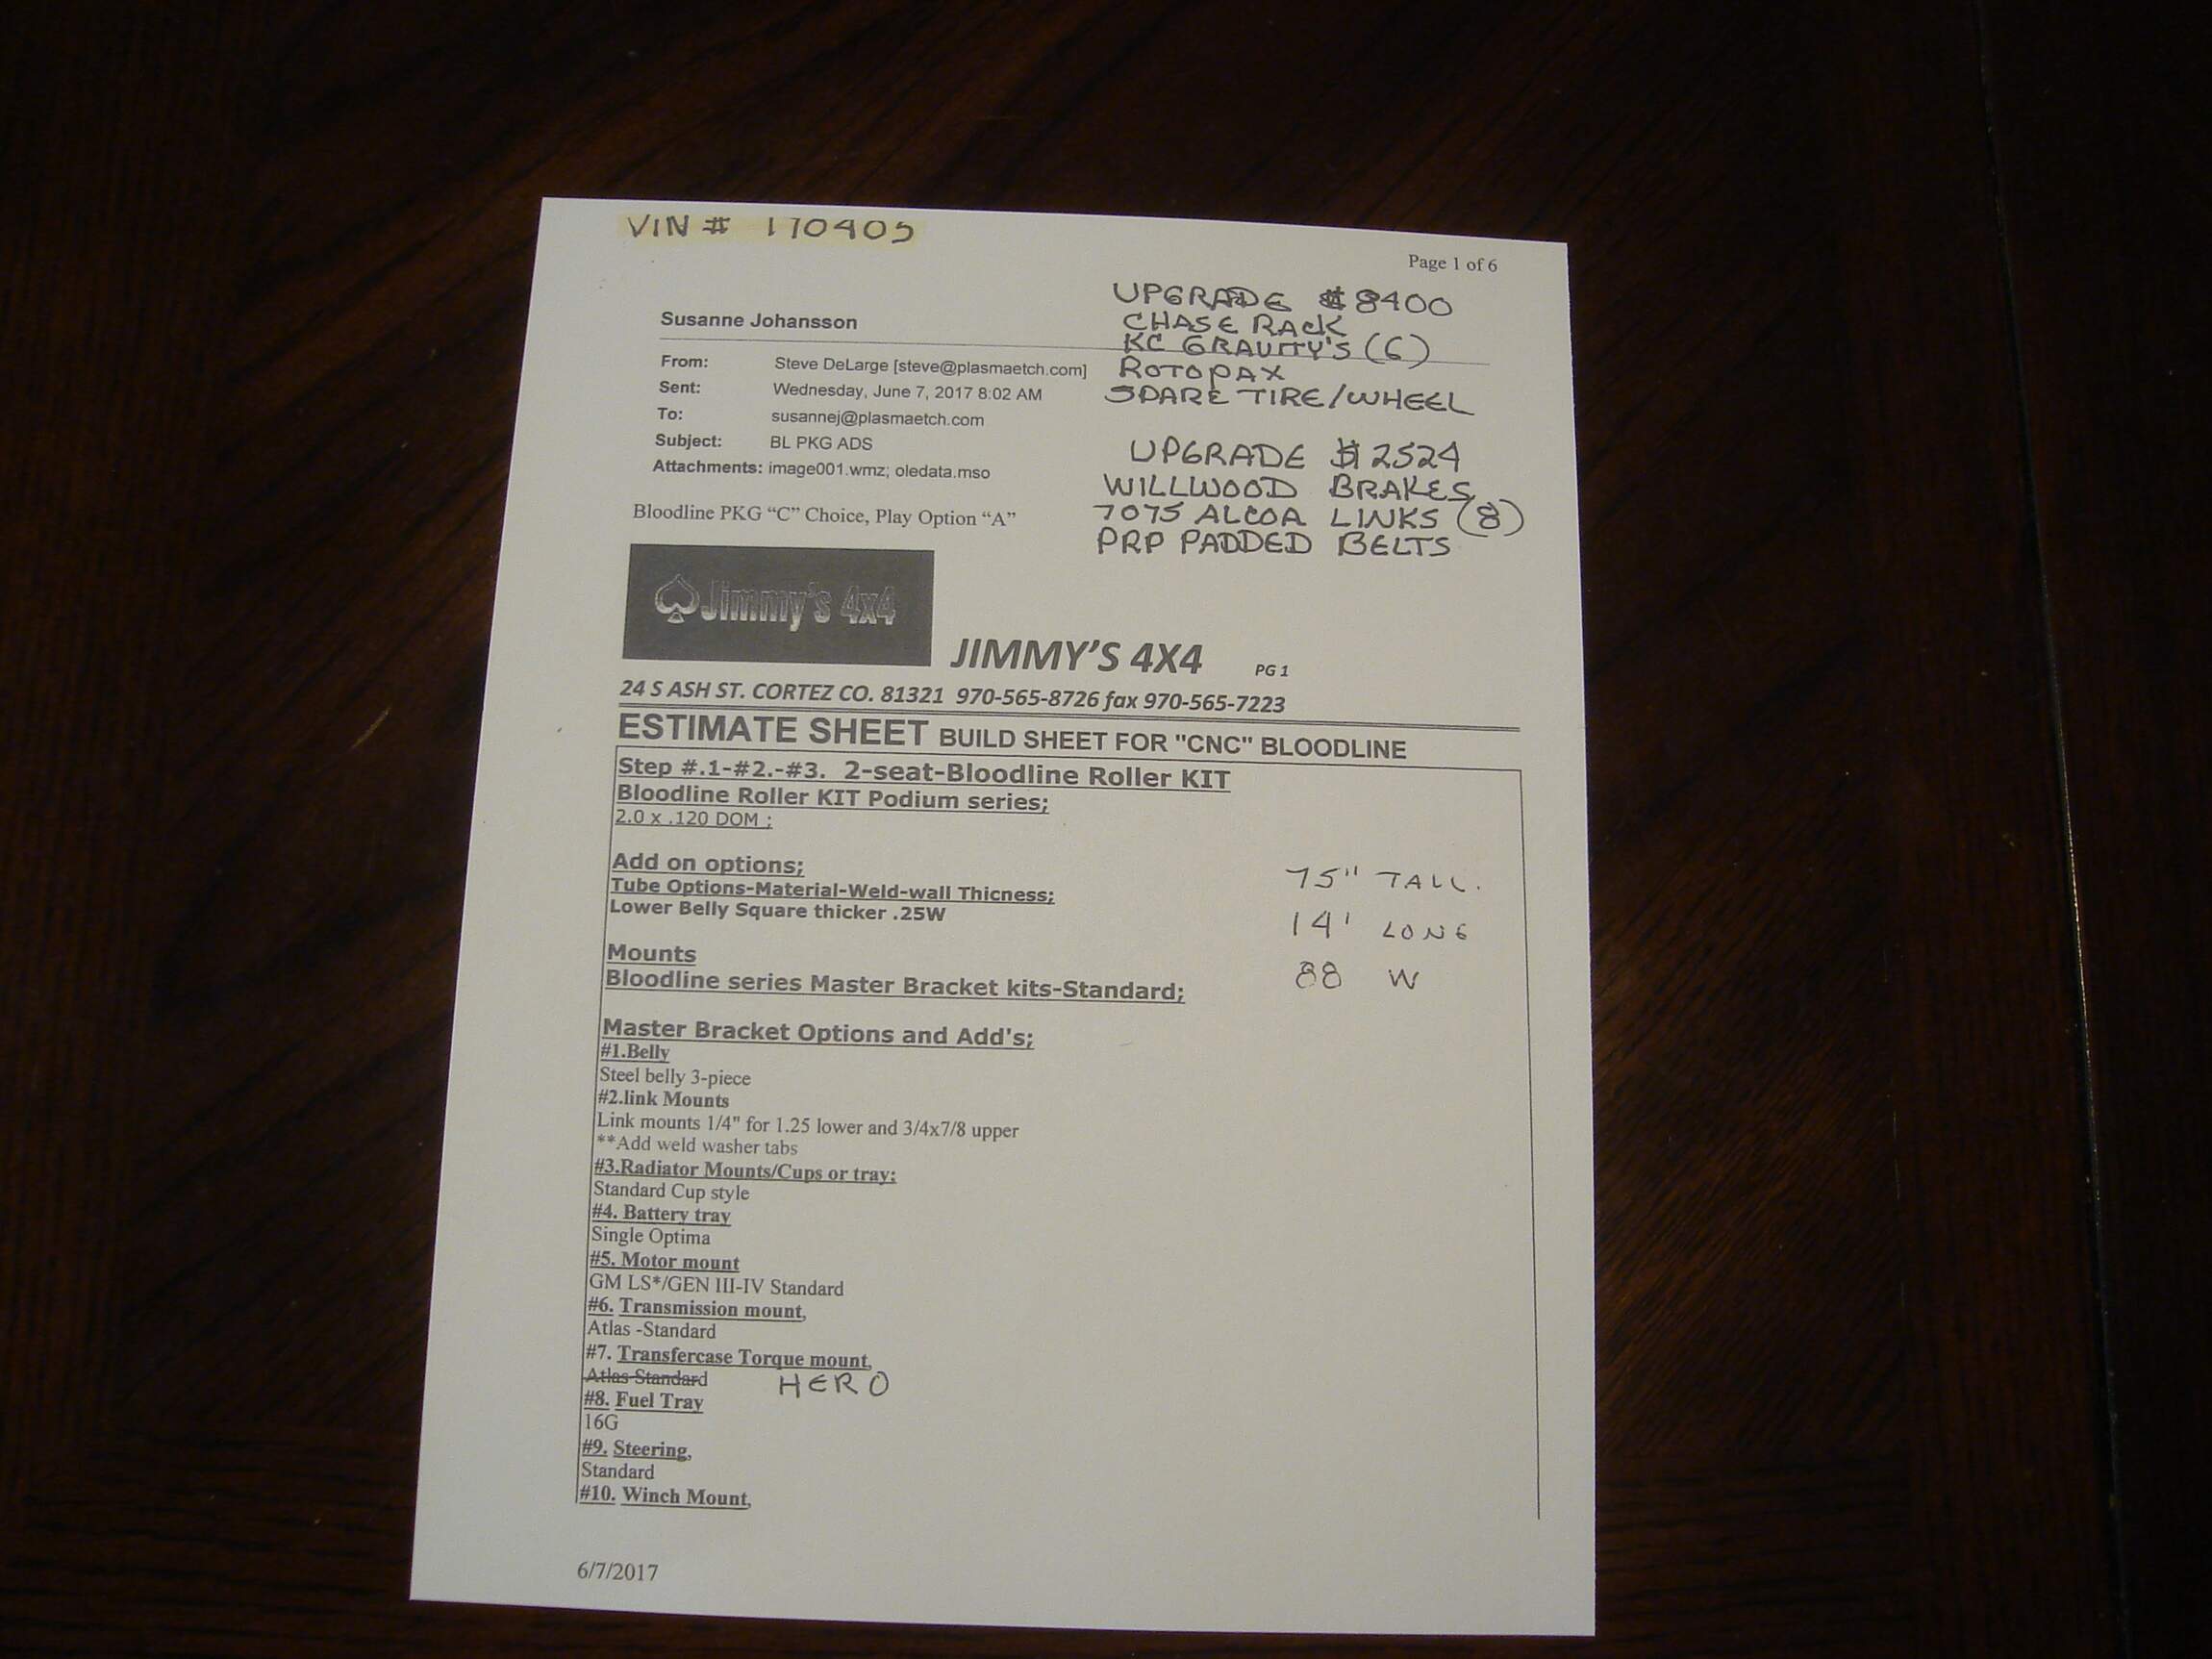 VIN # 170405
Page 1 of 6
UPGRADE $8400
CHASE RACK
KC GRAVITY'S (6)
ROTOPAX
SPARE TIRE/WHEEL
Susanne Johansson
From: Steve DeLarge [steve@plasmaetch.com]
Sent: Wednesday, June 7, 2017 8:02 AM
To: susannej@plasmaetch.com
Subject: BL PKG ADS
Attachments: image001.wmz; oledata.mso
UPGRADE $2524
WILLWOOD BRAKES
7075 ALCOA LINKS (8)
PRP PADDED BELTS
Bloodline PKG “C” Choice, Play Option “A”
Jimmy's 4x4
JIMMY'S 4X4 PG 1
24 S ASH ST. CORTEZ CO. 81321 970-565-8726 fax 970-565-7223
ESTIMATE SHEET BUILD SHEET FOR "CNC" BLOODLINE
Step #.1-#2.-#3. 2-seat-Bloodline Roller KIT
Bloodline Roller KIT Podium series;
2.0 x .120 DOM ;
Add on options;
Tube Options-Material-Weld-wall Thicness;
Lower Belly Square thicker .25W
75" TALL.
14' LONG
88 W
Mounts
Bloodline series Master Bracket kits-Standard;
Master Bracket Options and Add's;
#1.Belly
Steel belly 3-piece
#2.link Mounts
Link mounts 1/4" for 1.25 lower and 3/4x7/8 upper
**Add weld washer tabs
#3.Radiator Mounts/Cups or tray;
Standard Cup style
#4. Battery tray
Single Optima
#5. Motor mount
GM LS*/GEN III-IV Standard
#6. Transmission mount,
Atlas -Standard
#7. Transfercase Torque mount,
Atlas Standard HERO
#8. Fuel Tray
16G
#9. Steering,
Standard
#10. Winch Mount,
6/7/2017